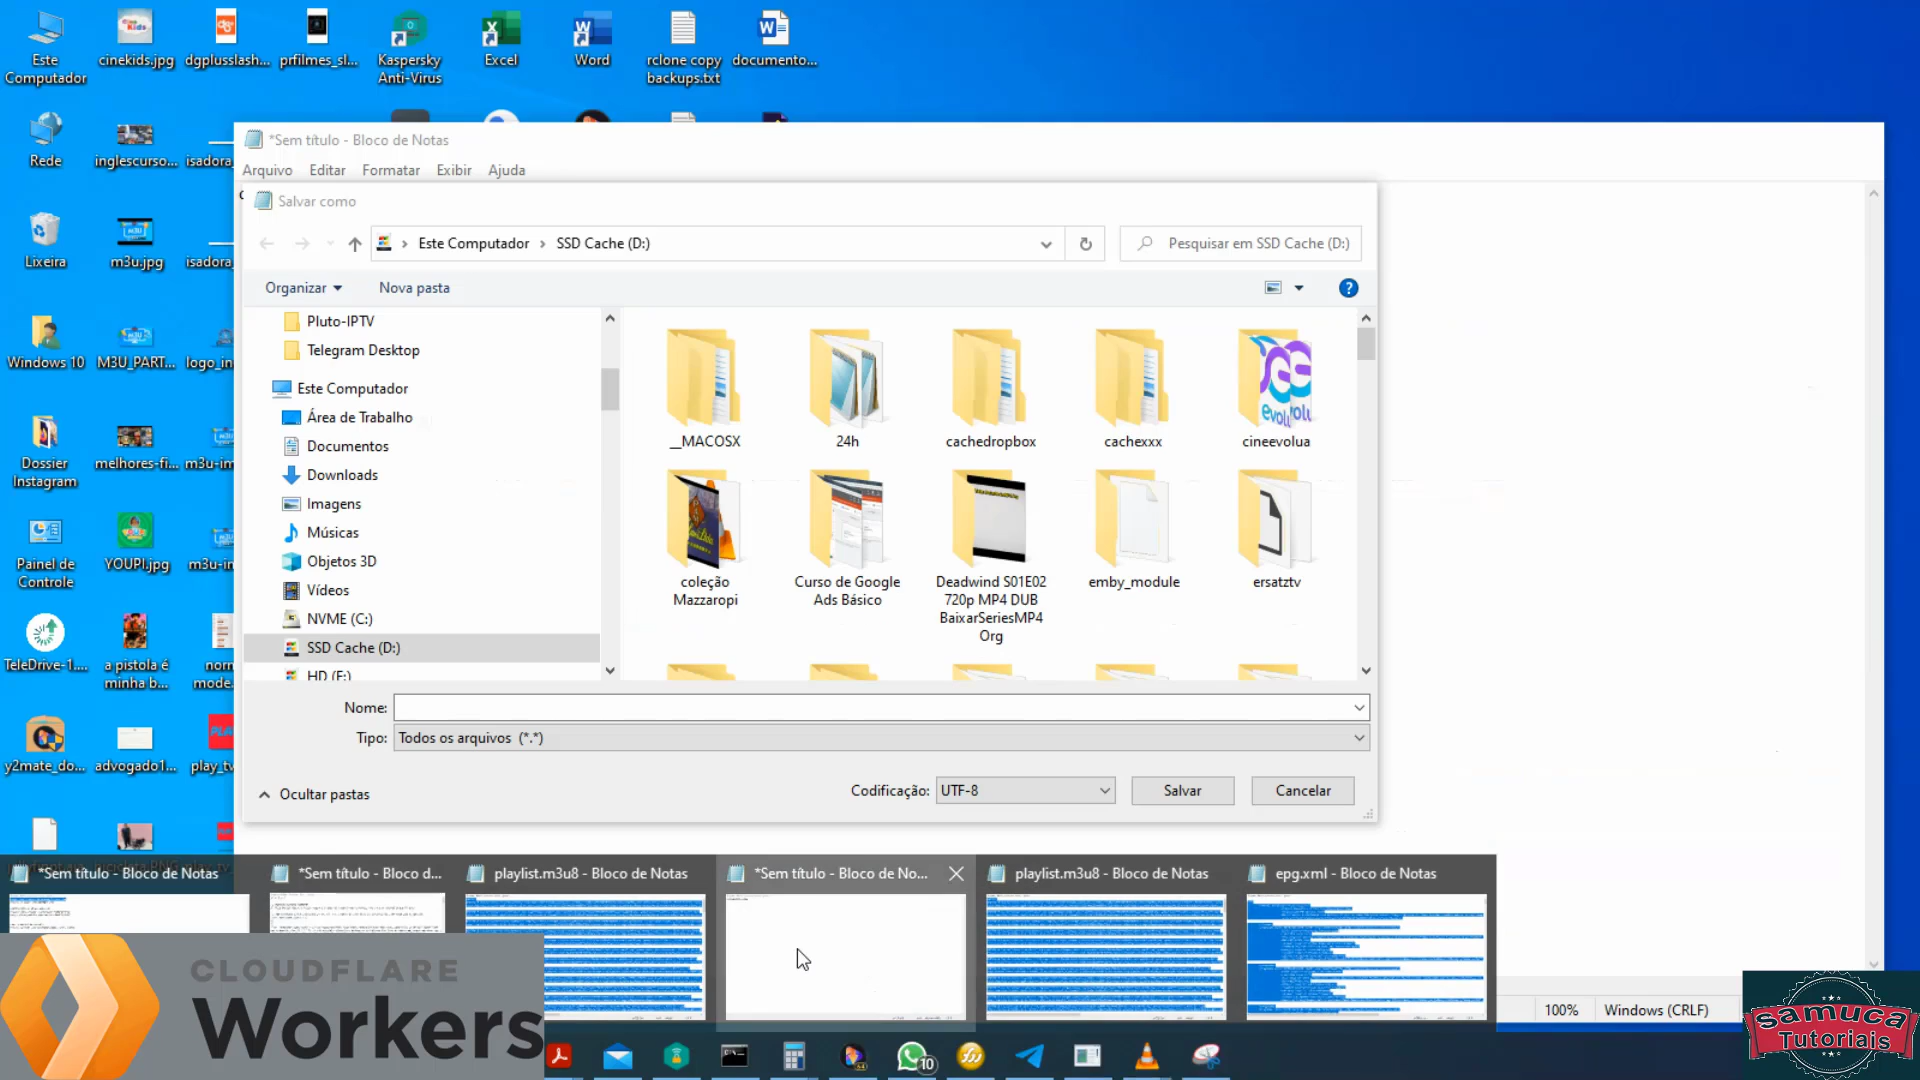 Este
Computador
cinekids.jpg
dgplusslash...
prfilmes_sl...
Kaspersky
Anti-Virus
Excel
Word
rclone copy
backups.txt
documento...
Rede
inglescurso...
isadora_
Lixeira
m3u.jpg
isadora_
Windows 10
M3U_PART...
logo_in
Dossier
Instagram
melhores-fi...
m3u-im
Painel de
Controle
YOUPI.jpg
m3u-in
TeleDrive-1....
a pistola é
minha b...
norn
mode.
y2mate_do...
advogado1...
play_tv
*Sem título - Bloco de Notas
Arquivo Editar Formatar Exibir Ajuda
Salvar como
Este Computador
SSD Cache (D:)
Pesquisar em SSD Cache (D:)
Organizar
Nova pasta
Pluto-IPTV
Telegram Desktop
Este Computador
Área de Trabalho
Documentos
Downloads
Imagens
Músicas
Objetos 3D
Vídeos
NVME (C:)
SSD Cache (D:)
HD (F:)
__MACOSX
24h
cachedropbox
cachexxx
cineevolua
coleção
Mazzaropi
Curso de Google
Ads Básico
Deadwind S01E02
720p MP4 DUB
BaixarSeriesMP4
Org
emby_module
ersatztv
Nome:
Tipo: Todos os arquivos (*.*)
Ocultar pastas
Codificação: UTF-8
Salvar
Cancelar
*Sem título - Bloco de Notas
*Sem título - Bloco d...
playlist.m3u8 - Bloco de Notas
*Sem título - Bloco de No...
playlist.m3u8 - Bloco de Notas
epg.xml - Bloco de Notas
CLOUDFLARE
Workers
10
100%
Windows (CRLF)
samuca
Tutoriais